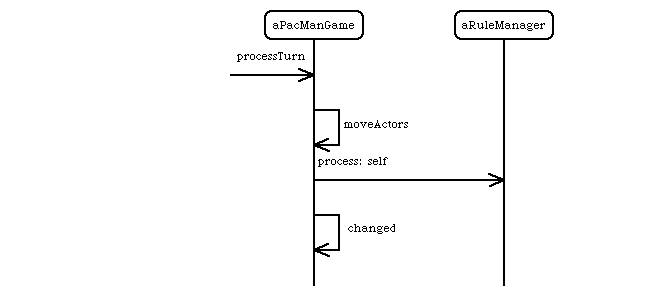 aPacManGame
aRuleManager
processTurn
moveActors
process: self
changed